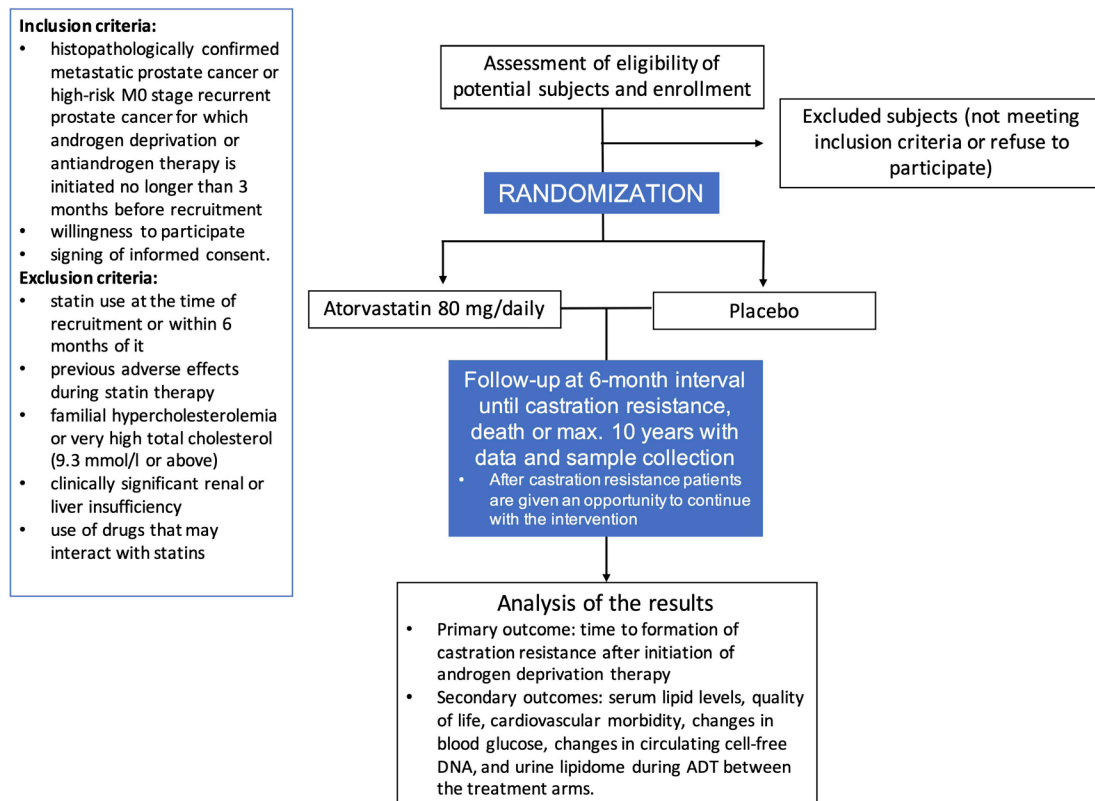 Inclusion criteria:
• histopathologically confirmed
metastatic prostate cancer or
high-risk M0 stage recurrent
prostate cancer for which
androgen deprivation or
antiandrogen therapy is
initiated no longer than 3
months before recruitment
• willingness to participate
• signing of informed consent.
Exclusion criteria:
• statin use at the time of
recruitment or within 6
months of it
• previous adverse effects
during statin therapy
• familial hypercholesterolemia
or very high total cholesterol
(9.3 mmol/l or above)
• clinically significant renal or
liver insufficiency
• use of drugs that may
interact with statins
Assessment of eligibility of
potential subjects and enrollment
Excluded subjects (not meeting
inclusion criteria or refuse to
participate)
RANDOMIZATION
Atorvastatin 80 mg/daily
Placebo
Follow-up at 6-month interval
until castration resistance,
death or max. 10 years with
data and sample collection
• After castration resistance patients
are given an opportunity to continue
with the intervention
Analysis of the results
• Primary outcome: time to formation of
castration resistance after initiation of
androgen deprivation therapy
• Secondary outcomes: serum lipid levels, quality
of life, cardiovascular morbidity, changes in
blood glucose, changes in circulating cell-free
DNA, and urine lipidome during ADT between
the treatment arms.